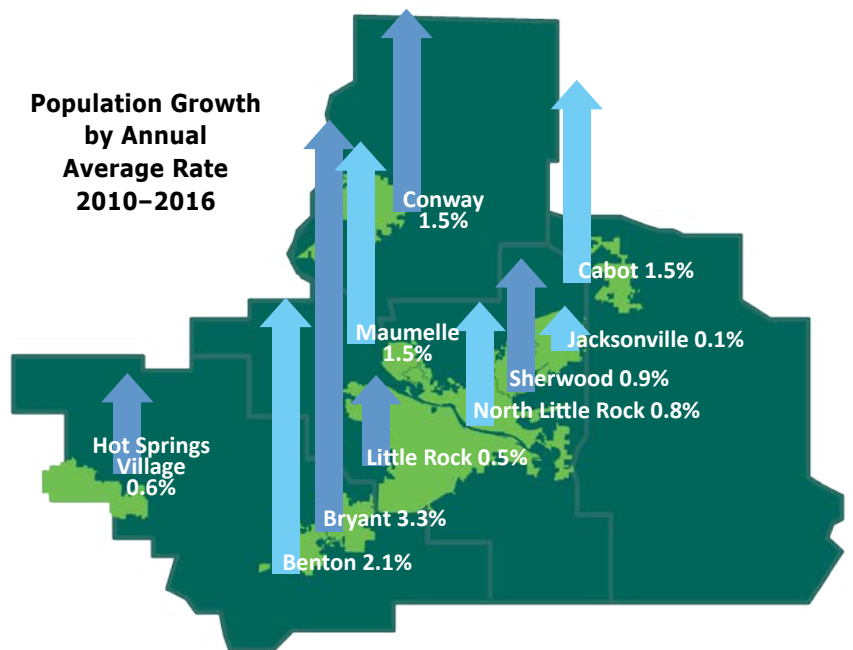 Population Growth
by Annual
Average Rate
2010–2016
Conway
1.5%
Cabot 1.5%
Maumelle
1.5%
Jacksonville 0.1%
Sherwood 0.9%
North Little Rock 0.8%
Hot Springs
Village
0.6%
Little Rock 0.5%
Bryant 3.3%
Benton 2.1%